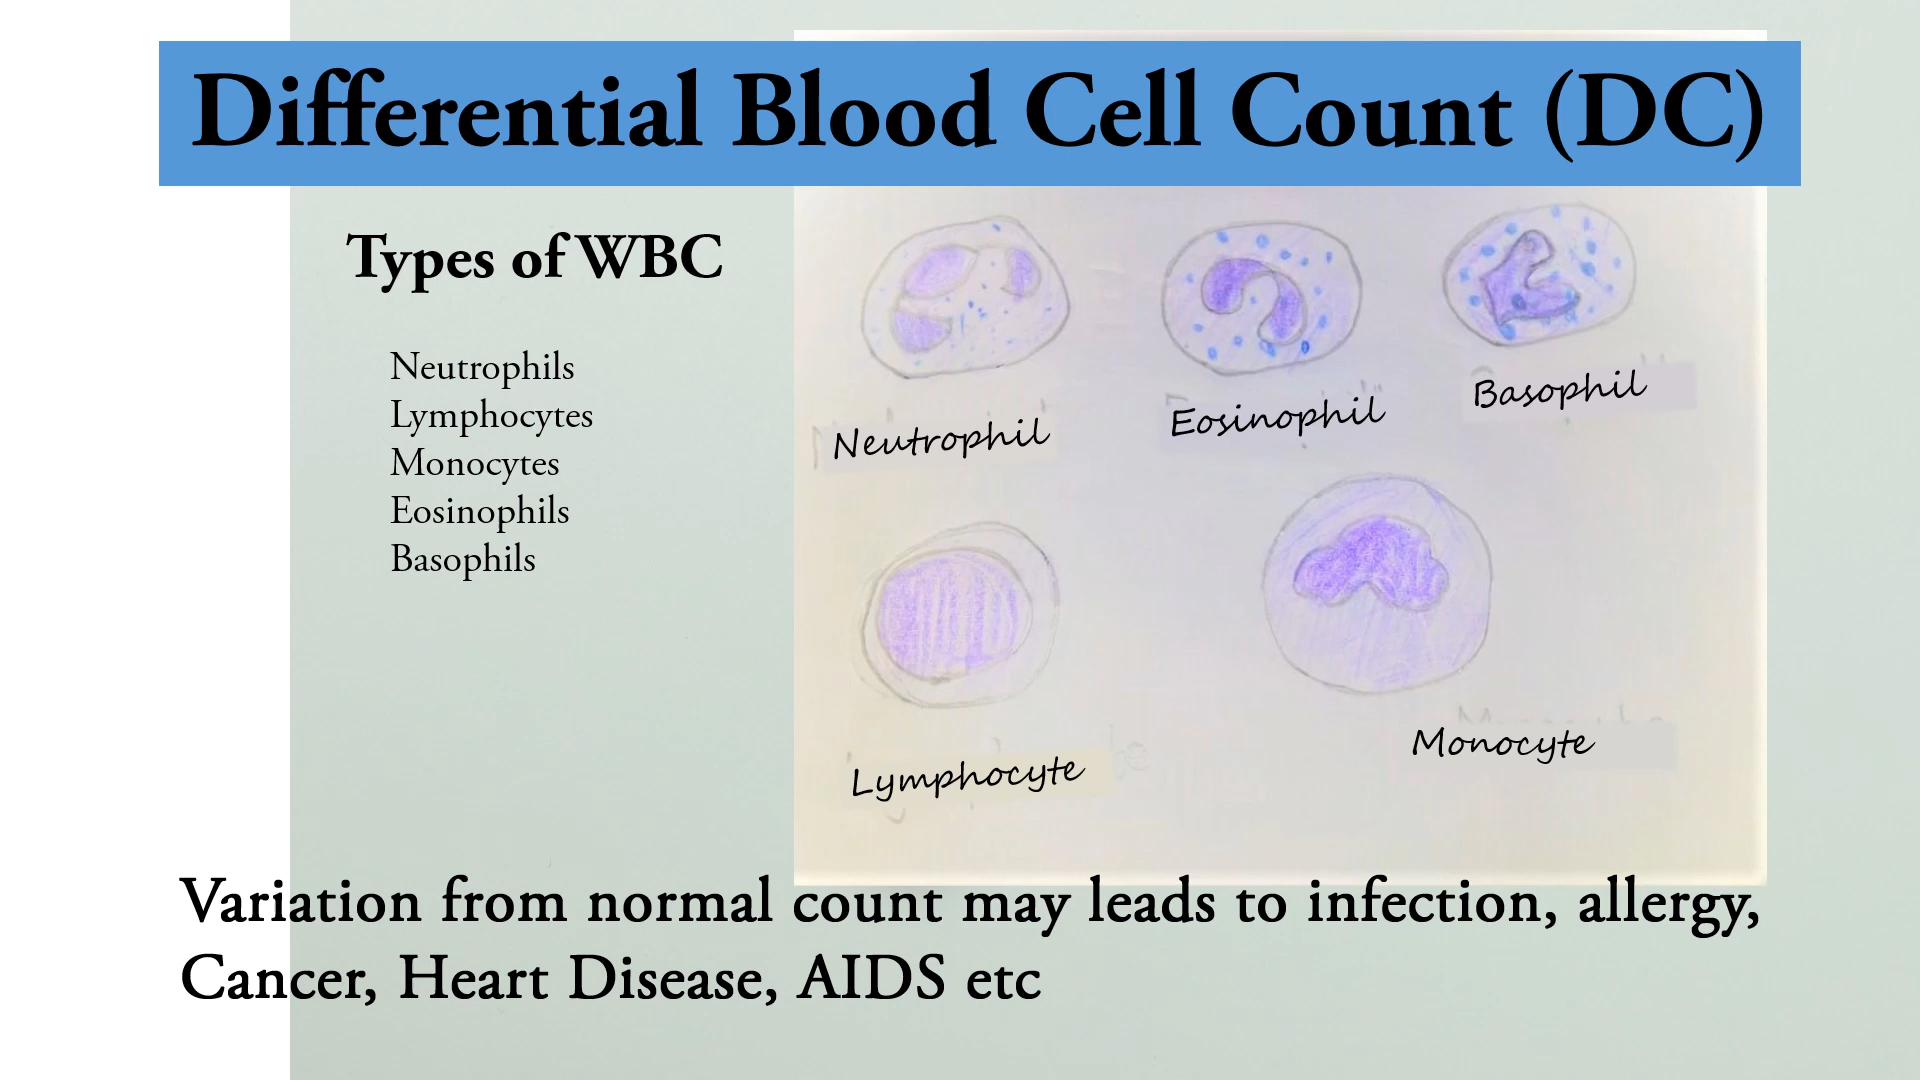 Differential Blood Cell Count (DC)
Types of WBC
Neutrophils
Lymphocytes
Monocytes
Eosinophils
Basophils
Neutrophil
Eosinophil
Basophil
Lymphocyte
Monocyte
Variation from normal count may leads to infection, allergy,
Cancer, Heart Disease, AIDS etc